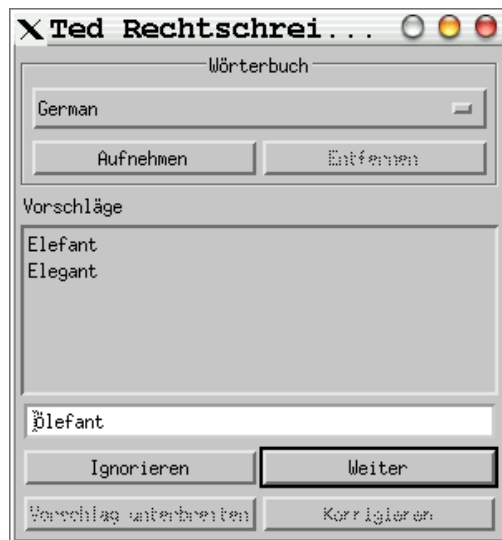 Ted Rechtschrei...
Wörterbuch
German
Aufnehmen Entfernen
Vorschläge
Elefant
Elegant
Ölefant
Ignorieren Weiter
Vorschlag unterbreiten Korrigieren